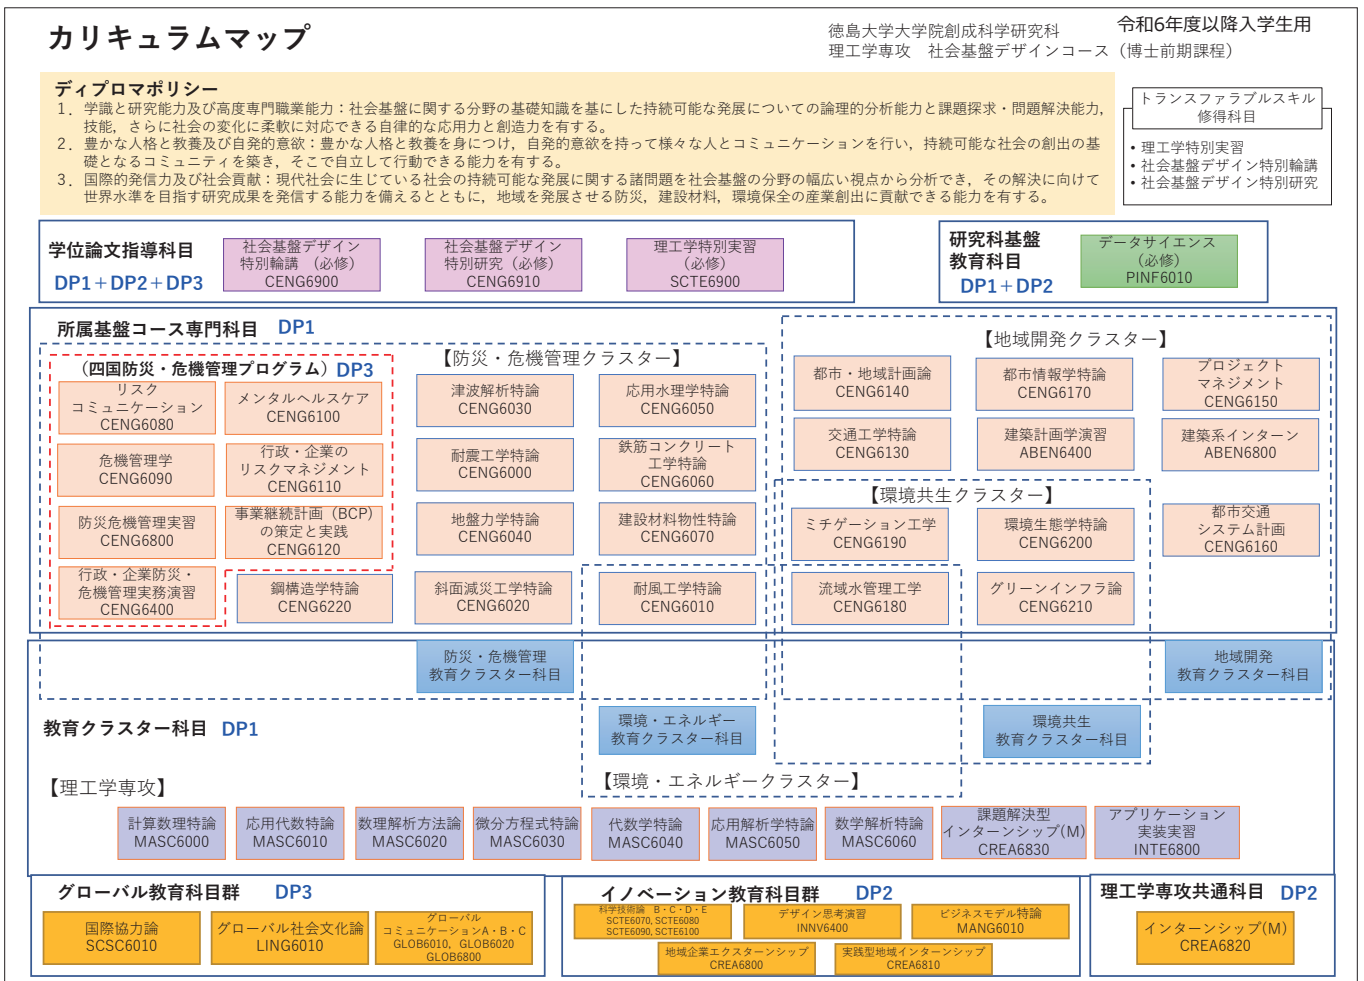 カリキュラムマップ
徳島大学大学院創成科学研究科
令和6年度以降入学生用
理工学専攻 社会基盤デザインコース（博士前期課程）
ディプロマポリシー
1．学識と研究能力及び高度専門職業能力：社会基盤に関する分野の基礎知識を基にした持続可能な発展についての論理的分析能力と課題探求・問題解決能力，
技能，さらに社会の変化に柔軟に対応できる自律的な応用力と創造力を有する。
2．豊かな人格と教養及び自発的意欲：豊かな人格と教養を身につけ，自発的意欲を持って様々な人とコミュニケーションを行い，持続可能な社会の創出の基
礎となるコミュニティを築き，そこで自立して行動できる能力を有する。
3．国際的発信力及び社会貢献：現代社会に生じている社会の持続可能な発展に関する諸問題を社会基盤の分野の幅広い視点から分析でき，その解決に向けて
世界水準を目指す研究成果を発信する能力を備えるとともに，地域を発展させる防災，建設材料，環境保全の産業創出に貢献できる能力を有する。
トランスファラブルスキル
修得科目
• 理工学特別実習
• 社会基盤デザイン特別輪講
• 社会基盤デザイン特別研究
学位論文指導科目
DP1＋DP2＋DP3
社会基盤デザイン
特別輪講 （必修）
CENG6900
社会基盤デザイン
特別研究（必修）
CENG6910
理工学特別実習
（必修）
SCTE6900
研究科基盤
教育科目
DP1＋DP2
データサイエンス
（必修）
PINF6010
所属基盤コース専門科目 DP1
（四国防災・危機管理プログラム）DP3
リスク
コミュニケーション
CENG6080
メンタルヘルスケア
CENG6100
危機管理学
CENG6090
行政・企業の
リスクマネジメント
CENG6110
防災危機管理実習
CENG6800
事業継続計画（BCP）
の策定と実践
CENG6120
行政・企業防災・
危機管理実務演習
CENG6400
鋼構造学特論
CENG6220
【防災・危機管理クラスター】
津波解析特論
CENG6030
応用水理学特論
CENG6050
耐震工学特論
CENG6000
鉄筋コンクリート
工学特論
CENG6060
地盤力学特論
CENG6040
建設材料物性特論
CENG6070
斜面減災工学特論
CENG6020
耐風工学特論
CENG6010
【地域開発クラスター】
都市・地域計画論
CENG6140
都市情報学特論
CENG6170
プロジェクト
マネジメント
CENG6150
交通工学特論
CENG6130
建築計画学演習
ABEN6400
建築系インターン
ABEN6800
【環境共生クラスター】
ミチゲーション工学
CENG6190
環境生態学特論
CENG6200
都市交通
システム計画
CENG6160
流域水管理工学
CENG6180
グリーンインフラ論
CENG6210
防災・危機管理
教育クラスター科目
地域開発
教育クラスター科目
教育クラスター科目 DP1
環境・エネルギー
教育クラスター科目
環境共生
教育クラスター科目
【理工学専攻】
【環境・エネルギークラスター】
計算数理特論
MASC6000
応用代数特論
MASC6010
数理解析方法論
MASC6020
微分方程式特論
MASC6030
代数学特論
MASC6040
応用解析学特論
MASC6050
数学解析特論
MASC6060
課題解決型
インターンシップ(M)
CREA6830
アプリケーション
実装実習
INTE6800
グローバル教育科目群 DP3
国際協力論
SCSC6010
グローバル社会文化論
LING6010
グローバル
コミュニケーションA・B・C
GLOB6010，GLOB6020
GLOB6800
イノベーション教育科目群 DP2
科学技術論 B・C・D・E
SCTE6070, SCTE6080
SCTE6090, SCTE6100
デザイン思考演習
INNV6400
ビジネスモデル特論
MANG6010
地域企業エクスターンシップ
CREA6800
実践型地域インターンシップ
CREA6810
理工学専攻共通科目 DP2
インターンシップ(M)
CREA6820